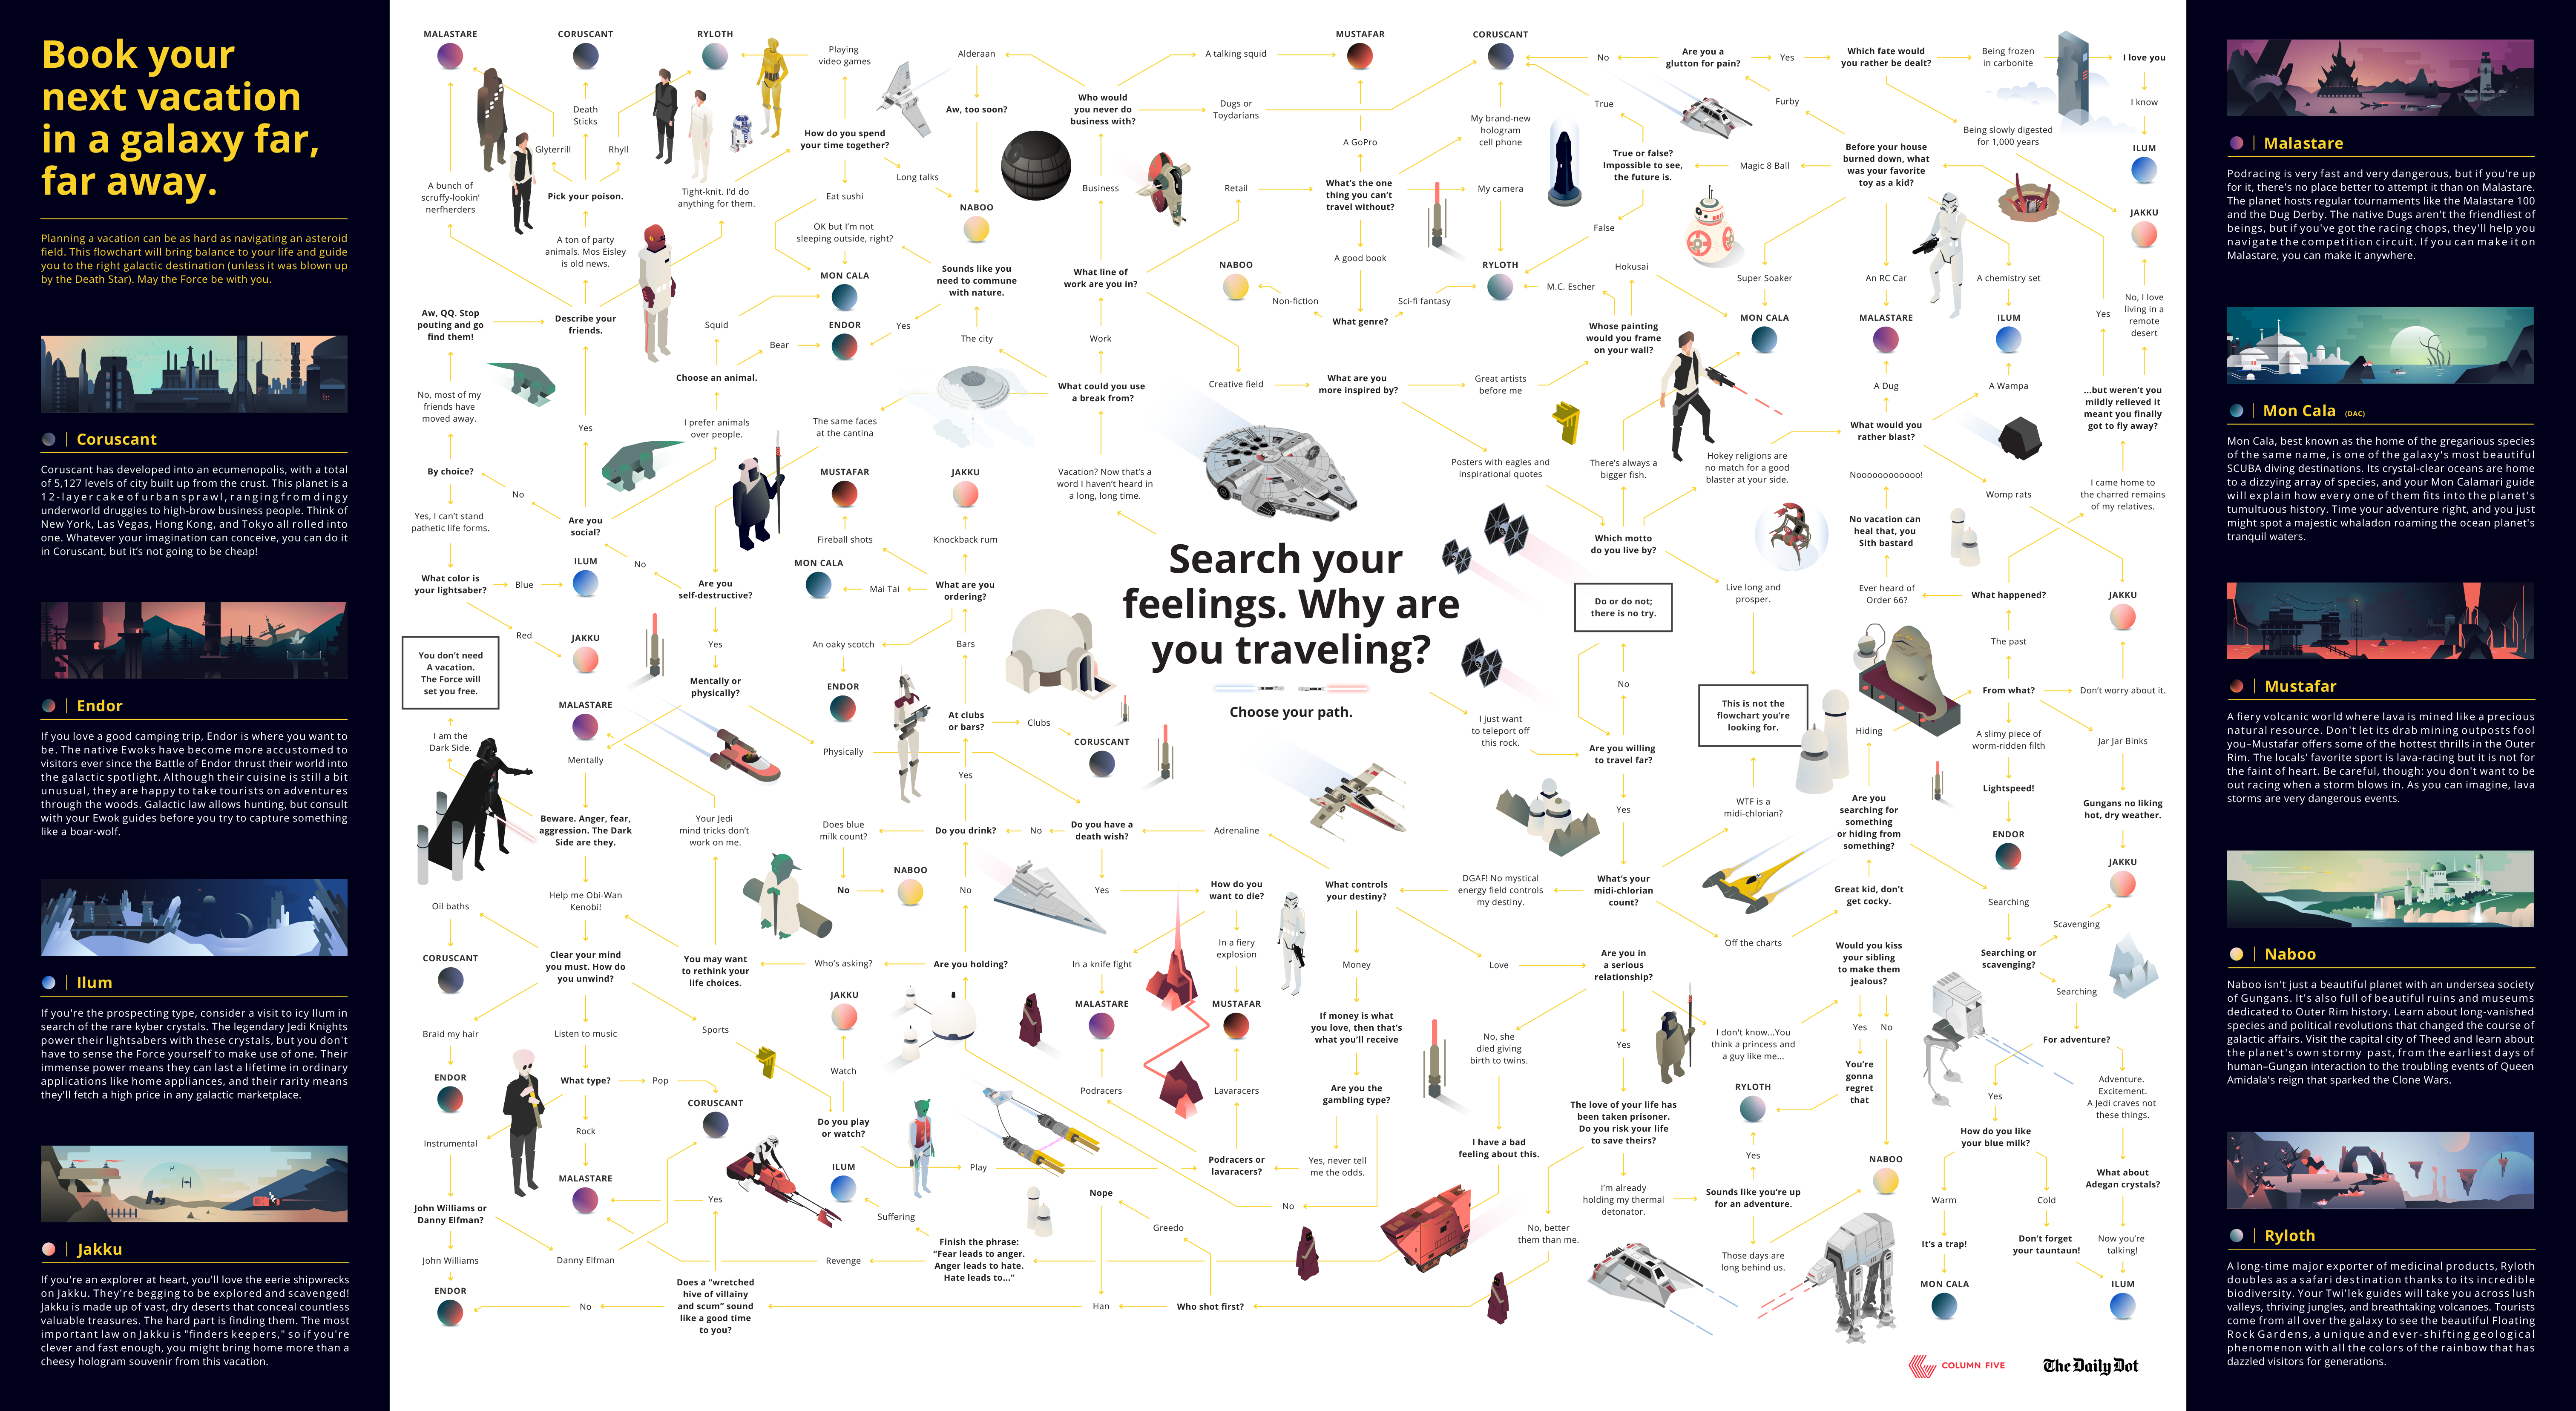 Book your
next vacation
in a galaxy far,
far away.
Planning a vacation can be as hard as navigating an asteroid
field. This flowchart will bring balance to your life and guide
you to the right galactic destination (unless it was blown up
by the Death Star). May the Force be with you.
Coruscant
Coruscant has developed into an ecumenopolis, with a total
of 5,127 levels of city built up from the crust. This planet is a
12-layer cake of urban sprawl, ranging from dingy
underworld druggies to high-brow business people. Think of
New York, Las Vegas, Hong Kong, and Tokyo all rolled into
one. Whatever your imagination can conceive, you can do it
in Coruscant, but it's not going to be cheap!
Endor
If you love a good camping trip, Endor is where you want to
be. The native Ewoks have become more accustomed to
visitors ever since the Battle of Endor thrust their world into
the galactic spotlight. Although their cuisine is still a bit
unusual, they are happy to take tourists on adventures
through the woods. Galactic law allows hunting, but consult
with your Ewok guides before you try to capture something
like a boar-wolf.
Ilum
If you're the prospecting type, consider a visit to icy Ilum in
search of the rare kyber crystals. The legendary Jedi Knights
power their lightsabers with these crystals, but you don't
have to sense the Force yourself to make use of one. Their
immense power means they can last a lifetime in ordinary
applications like home appliances, and their rarity means
they'll fetch a high price in any galactic marketplace.
Jakku
If you're an explorer at heart, you'll love the eerie shipwrecks
on Jakku. They're begging to be explored and scavenged!
Jakku is made up of vast, dry deserts that conceal countless
valuable treasures. The hard part is finding them. The most
important law on Jakku is "finders keepers," so if you're
clever and fast enough, you might bring home more than a
cheesy hologram souvenir from this vacation.
MALASTARE
CORUSCANT
RYLOTH
Playing
video games
Alderaan
A talking squid
MUSTAFAR
CORUSCANT
No
Are you a
glutton for pain?
Yes
Which fate would
you rather be dealt?
Being frozen
in carbonite
I love you
Death
Sticks
Glyterrill
Rhyll
How do you spend
your time together?
Aw, too soon?
Who would
you never do
business with?
Dugs or
Toydarians
A GoPro
My brand-new
hologram
cell phone
True
Furby
I know
Being slowly digested
for 1,000 years
ILUM
A bunch of
scruffy-lookin'
nerfherders
Pick your poison.
Tight-knit. I'd do
anything for them.
Long talks
Eat sushi
NABOO
Business
Retail
What's the one
thing you can't
travel without?
My camera
True or false?
Impossible to see,
the future is.
Magic 8 Ball
Before your house
burned down, what
was your favorite
toy as a kid?
JAKKU
A ton of party
animals. Mos Eisley
is old news.
OK but I'm not
sleeping outside, right?
MON CALA
Sounds like you
need to commune
with nature.
What line of
work are you in?
NABOO
A good book
Non-fiction
Sci-fi fantasy
What genre?
RYLOTH
M.C. Escher
False
Hokusai
Super Soaker
An RC Car
A chemistry set
Yes
No, I love
living in a
remote
desert
Aw, QQ. Stop
pouting and go
find them!
Describe your
friends.
Squid
ENDOR
Bear
Yes
The city
Work
Whose painting
would you frame
on your wall?
MON CALA
MALASTARE
ILUM
Choose an animal.
What could you use
a break from?
Creative field
What are you
more inspired by?
Great artists
before me
A Dug
A Wampa
...but weren't you
mildly relieved it
meant you finally
got to fly away?
No, most of my
friends have
moved away.
Yes
I prefer animals
over people.
The same faces
at the cantina
What would you
rather blast?
By choice?
No
MUSTAFAR
JAKKU
Vacation? Now that's a
word I haven't heard in
a long, long time.
Posters with eagles and
inspirational quotes
There's always a
bigger fish.
Hokey religions are
no match for a good
blaster at your side.
Nooooooooooo!
Womp rats
I came home to
the charred remains
of my relatives.
Yes, I can't stand
pathetic life forms.
Are you
social?
Fireball shots
Knockback rum
Which motto
do you live by?
No vacation can
heal that, you
Sith bastard
Search your
feelings. Why are
you traveling?
Choose your path.
What color is
your lightsaber?
Blue
ILUM
No
Are you
self-destructive?
MON CALA
Mai Tai
What are you
ordering?
Do or do not;
there is no try.
Live long and
prosper.
Ever heard of
Order 66?
What happened?
JAKKU
Red
JAKKU
Yes
An oaky scotch
Bars
The past
You don't need
A vacation.
The Force will
set you free.
Mentally or
physically?
ENDOR
No
This is not the
flowchart you're
looking for.
From what?
Don't worry about it.
MALASTARE
At clubs
or bars?
Clubs
CORUSCANT
I just want
to teleport off
this rock.
Are you willing
to travel far?
Hiding
A slimy piece of
worm-ridden filth
Jar Jar Binks
I am the
Dark Side.
Mentally
Physically
Yes
Yes
WTF is a
midi-chlorian?
Lightspeed!
Beware. Anger, fear,
aggression. The Dark
Side are they.
Your Jedi
mind tricks don't
work on me.
Does blue
milk count?
Do you drink?
No
Do you have a
death wish?
Adrenaline
Are you
searching for
something
or hiding from
something?
ENDOR
Gungans no liking
hot, dry weather.
JAKKU
No
NABOO
No
Yes
How do you
want to die?
What controls
your destiny?
DGAF! No mystical
energy field controls
my destiny.
What's your
midi-chlorian
count?
Great kid, don't
get cocky.
Oil baths
Help me Obi-Wan
Kenobi!
In a fiery
explosion
Off the charts
Searching
Scavenging
CORUSCANT
Clear your mind
you must. How do
you unwind?
You may want
to rethink your
life choices.
Who's asking?
Are you holding?
In a knife fight
Money
Love
Are you in
a serious
relationship?
Would you kiss
your sibling
to make them
jealous?
Searching or
scavenging?
Searching
JAKKU
MALASTARE
MUSTAFAR
If money is what
you love, then that's
what you'll receive
No, she
died giving
birth to twins.
Yes
I don't know...You
think a princess and
a guy like me...
Yes
No
For adventure?
Braid my hair
Listen to music
Sports
Watch
ENDOR
What type?
Pop
CORUSCANT
Podracers
Lavaracers
Are you the
gambling type?
RYLOTH
You're
gonna
regret
that
Yes
Adventure.
Excitement.
A Jedi craves not
these things.
Instrumental
Rock
Do you play
or watch?
The love of your life has
been taken prisoner.
Do you risk your life
to save theirs?
I have a bad
feeling about this.
How do you like
your blue milk?
MALASTARE
ILUM
Play
Podracers or
lavaracers?
Yes, never tell
me the odds.
Yes
NABOO
What about
Adegan crystals?
John Williams or
Danny Elfman?
Yes
Suffering
Nope
No
Greedo
I'm already
holding my thermal
detonator.
Sounds like you're up
for an adventure.
Warm
Cold
No, better
them than me.
John Williams
Danny Elfman
Revenge
Finish the phrase:
"Fear leads to anger.
Anger leads to hate.
Hate leads to..."
Those days are
long behind us.
It's a trap!
Don't forget
your tauntaun!
Now you're
talking!
ENDOR
No
Does a "wretched
hive of villainy
and scum" sound
like a good time
to you?
Han
Who shot first?
MON CALA
ILUM
COLUMN FIVE
The Daily Dot
Malastare
Podracing is very fast and very dangerous, but if you're up
for it, there's no place better to attempt it than on Malastare.
The planet hosts regular tournaments like the Malastare 100
and the Dug Derby. The native Dugs aren't the friendliest of
beings, but if you've got the racing chops, they'll help you
navigate the competition circuit. If you can make it on
Malastare, you can make it anywhere.
Mon Cala (DAC)
Mon Cala, best known as the home of the gregarious species
of the same name, is one of the galaxy's most beautiful
SCUBA diving destinations. Its crystal-clear oceans are home
to a dizzying array of species, and your Mon Calamari guide
will explain how every one of them fits into the planet's
tumultuous history. Time your adventure right, and you just
might spot a majestic whaladon roaming the ocean planet's
tranquil waters.
Mustafar
A fiery volcanic world where lava is mined like a precious
natural resource. Don't let its drab mining outposts fool
you–Mustafar offers some of the hottest thrills in the Outer
Rim. The locals' favorite sport is lava-racing but it is not for
the faint of heart. Be careful, though: you don't want to be
out racing when a storm blows in. As you can imagine, lava
storms are very dangerous events.
Naboo
Naboo isn't just a beautiful planet with an undersea society
of Gungans. It's also full of beautiful ruins and museums
dedicated to Outer Rim history. Learn about long-vanished
species and political revolutions that changed the course of
galactic affairs. Visit the capital city of Theed and learn about
the planet's own stormy past, from the earliest days of
human–Gungan interaction to the troubling events of Queen
Amidala's reign that sparked the Clone Wars.
Ryloth
A long-time major exporter of medicinal products, Ryloth
doubles as a safari destination thanks to its incredible
biodiversity. Your Twi'lek guides will take you across lush
valleys, thriving jungles, and breathtaking volcanoes. Tourists
come from all over the galaxy to see the beautiful Floating
Rock Gardens, a unique and ever-shifting geological
phenomenon with all the colors of the rainbow that has
dazzled visitors for generations.